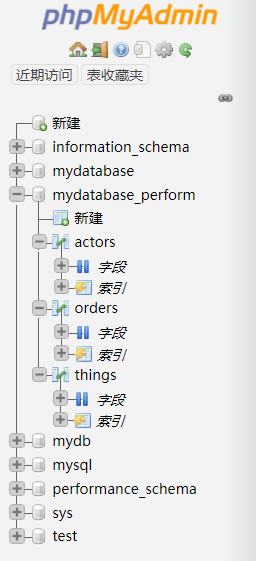 phpMyAdmin
近期访问 表收藏夹
新建
information_schema
mydatabase
mydatabase_perform
新建
actors
字段
索引
orders
字段
索引
things
字段
索引
mydb
mysql
performance_schema
sys
test